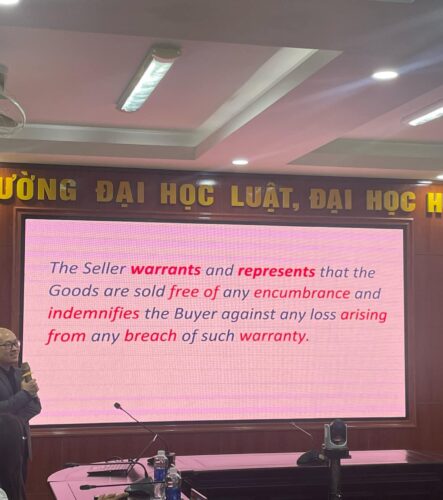 ƯỜNG ĐẠI HỌC LUẬT, ĐẠI HỌC H
The Seller warrants and represents that the
Goods are sold free of any encumbrance and
indemnifies the Buyer against any loss arising
from any breach of such warranty.